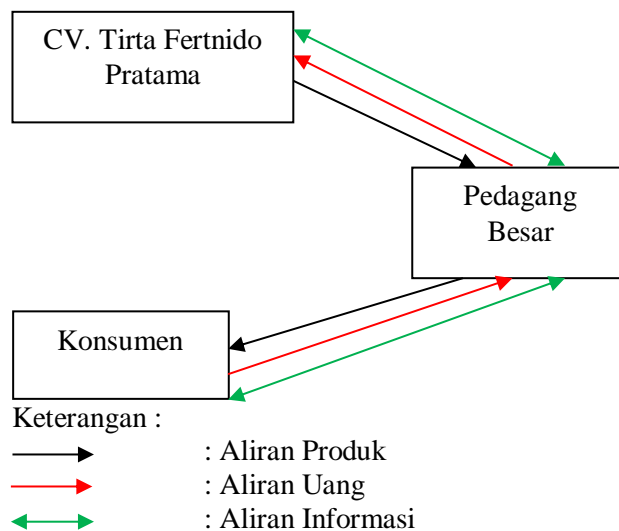 CV. Tirta Fertnido
Pratama
Pedagang
Besar
Konsumen
Keterangan :
: Aliran Produk
: Aliran Uang
: Aliran Informasi